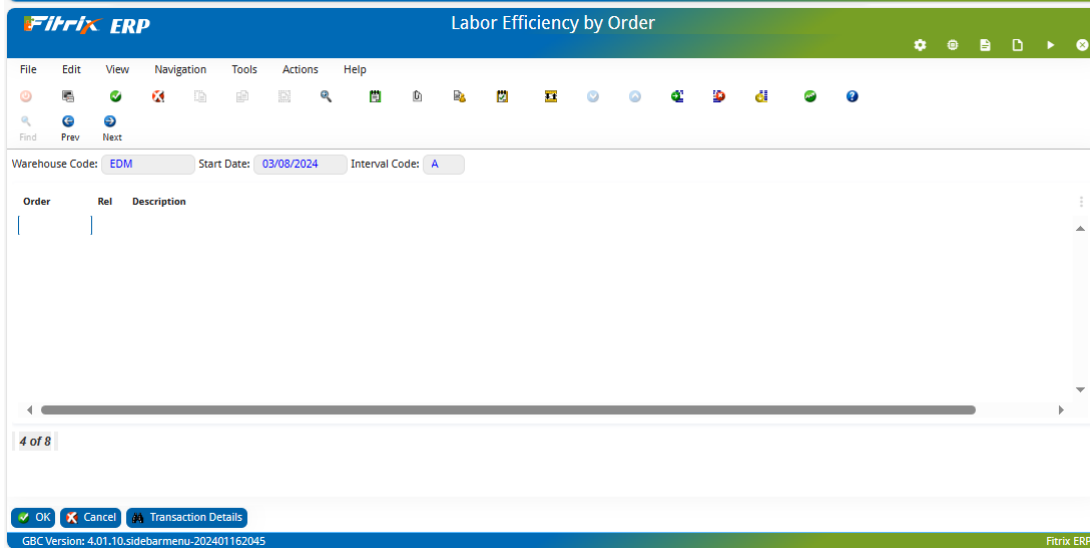 Fitrix ERP
Labor Efficiency by Order
File Edit View Navigation Tools Actions Help
Find Prev Next
Warehouse Code: EDM Start Date: 03/08/2024 Interval Code: A
Order Rel Description
4 of 8
OK Cancel Transaction Details
GBC Version: 4.01.10.sidebarmenu-202401162045 Fitrix ERP